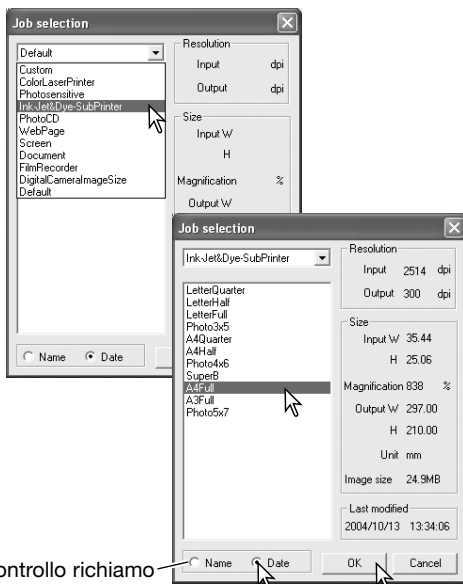 Job selection
Default
Custom
ColorLaserPrinter
Photosensitive
Ink-Jet&Dye-SubPrinter
PhotoCD
WebPage
Screen
Document
FilmRecorder
DigitalCameraImageSize
Default
Name Date
Resolution
Input dpi
Output dpi
Size
Input W
H
Magnification %
Output W
Job selection
Ink-Jet&Dye-SubPrinter
LetterQuarter
LetterHalf
LetterFull
Photo3x5
A4Quarter
A4Half
Photo4x6
SuperB
A4Full
A3Full
Photo5x7
Resolution
Input 2514 dpi
Output 300 dpi
Size
Input W 35.44
H 25.06
Magnification 838 %
Output W 297.00
H 210.00
Unit mm
Image size 24.9MB
Last modified
2004/10/13 13:34:06
Name Date
OK Cancel
ontrollo richiamo